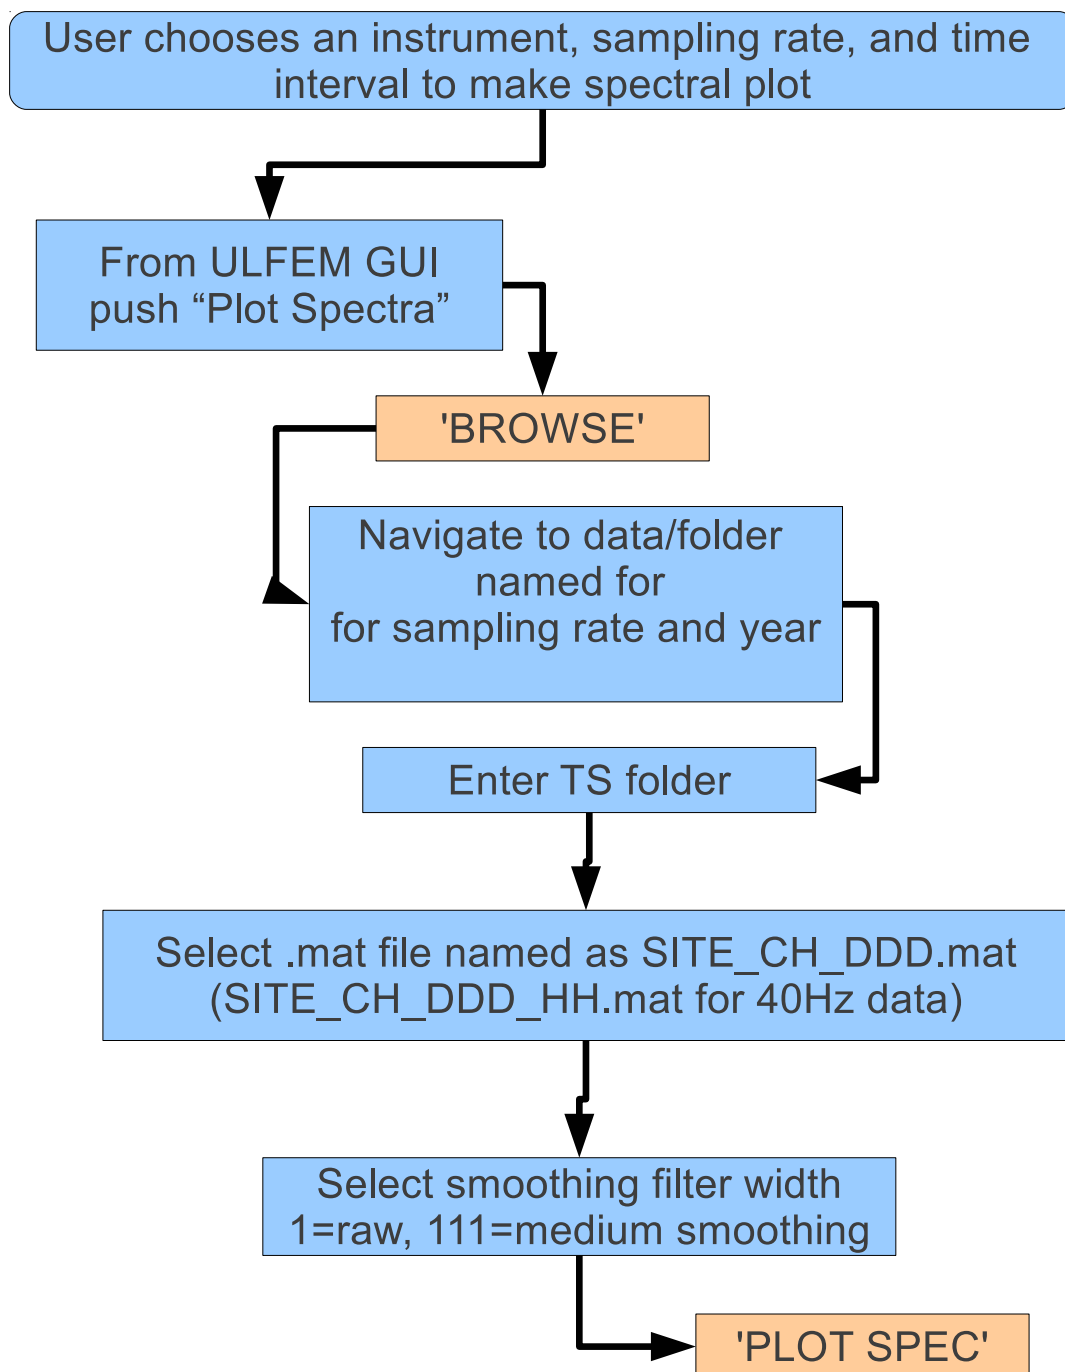 User chooses an instrument, sampling rate, and time
interval to make spectral plot
From ULFEM GUI
push “Plot Spectra”
'BROWSE'
Navigate to data/folder
named for
for sampling rate and year
Enter TS folder
Select .mat file named as SITE_CH_DDD.mat
(SITE_CH_DDD_HH.mat for 40Hz data)
Select smoothing filter width
1=raw, 111=medium smoothing
'PLOT SPEC'